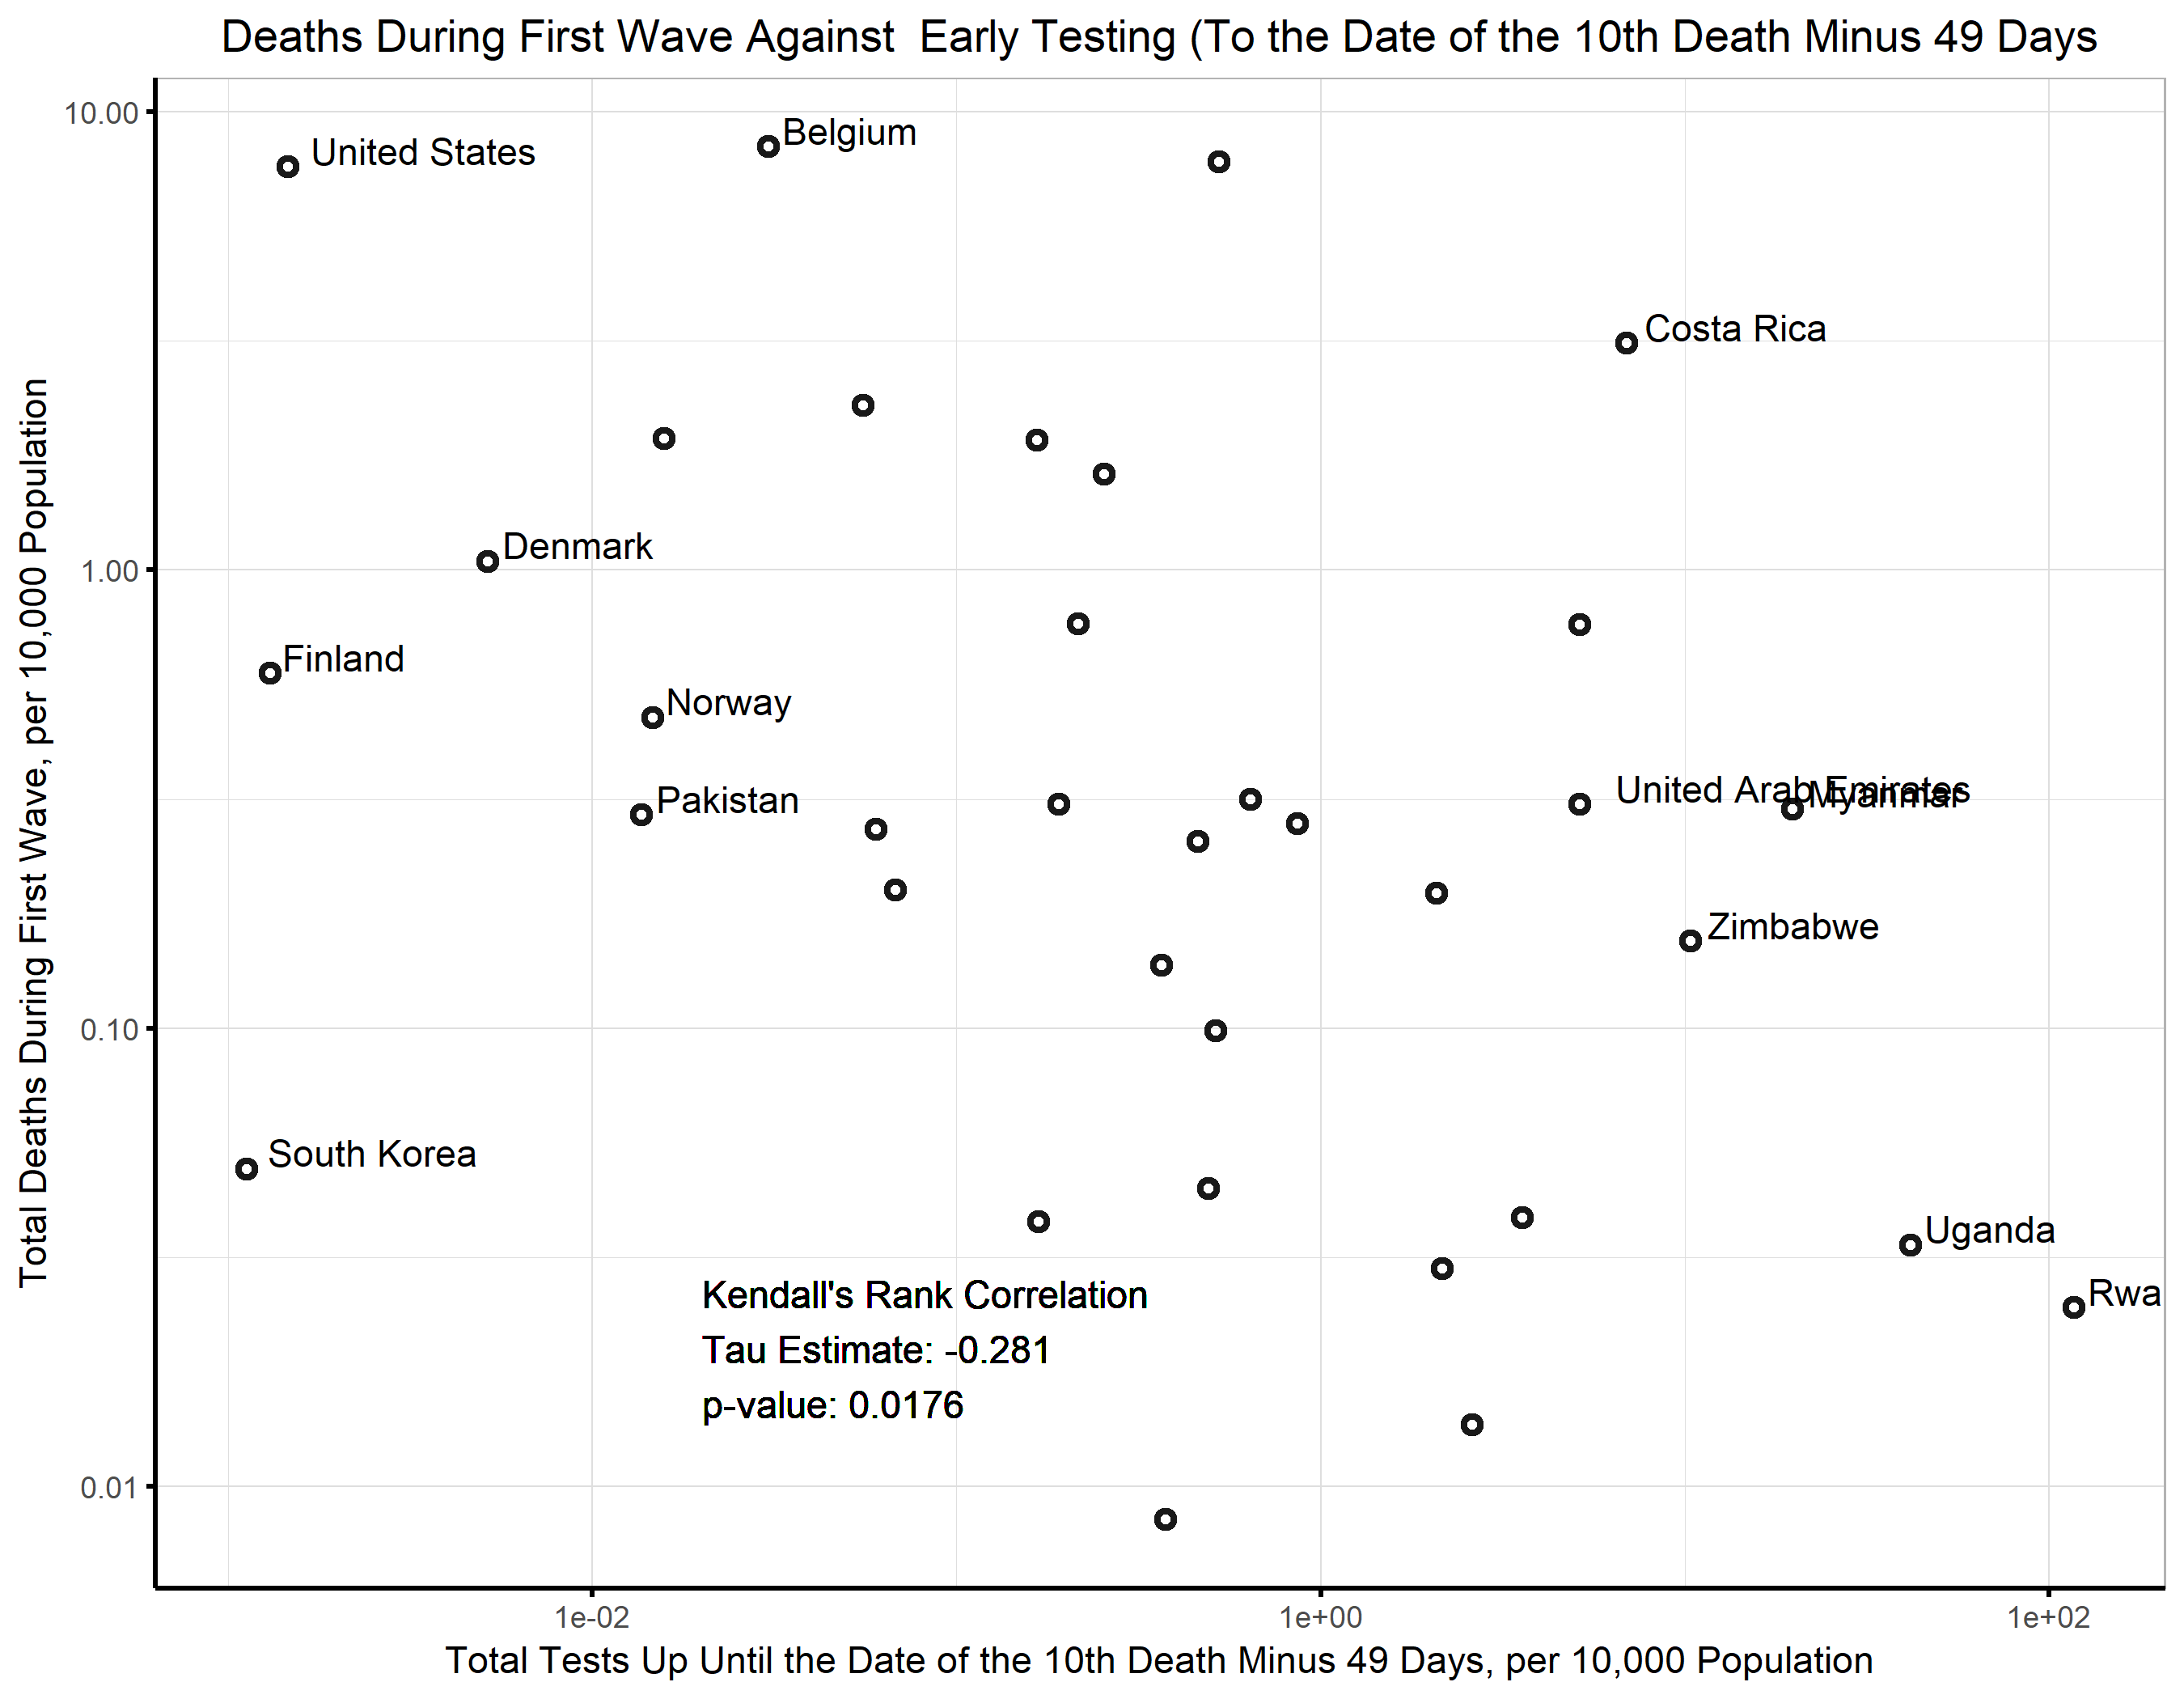 Deaths During First Wave Against  Early Testing (To the Date of the 10th Death Minus 49 Days
10.00
1.00
0.10
0.01
Total Deaths During First Wave, per 10,000 Population
United States
Belgium
Costa Rica
Denmark
Finland
Norway
Pakistan
United Arab Emirates
Myanmar
Zimbabwe
South Korea
Uganda
Rwa
Kendall's Rank Correlation
Tau Estimate: -0.281
p-value: 0.0176
1e-02
1e+00
1e+02
Total Tests Up Until the Date of the 10th Death Minus 49 Days, per 10,000 Population